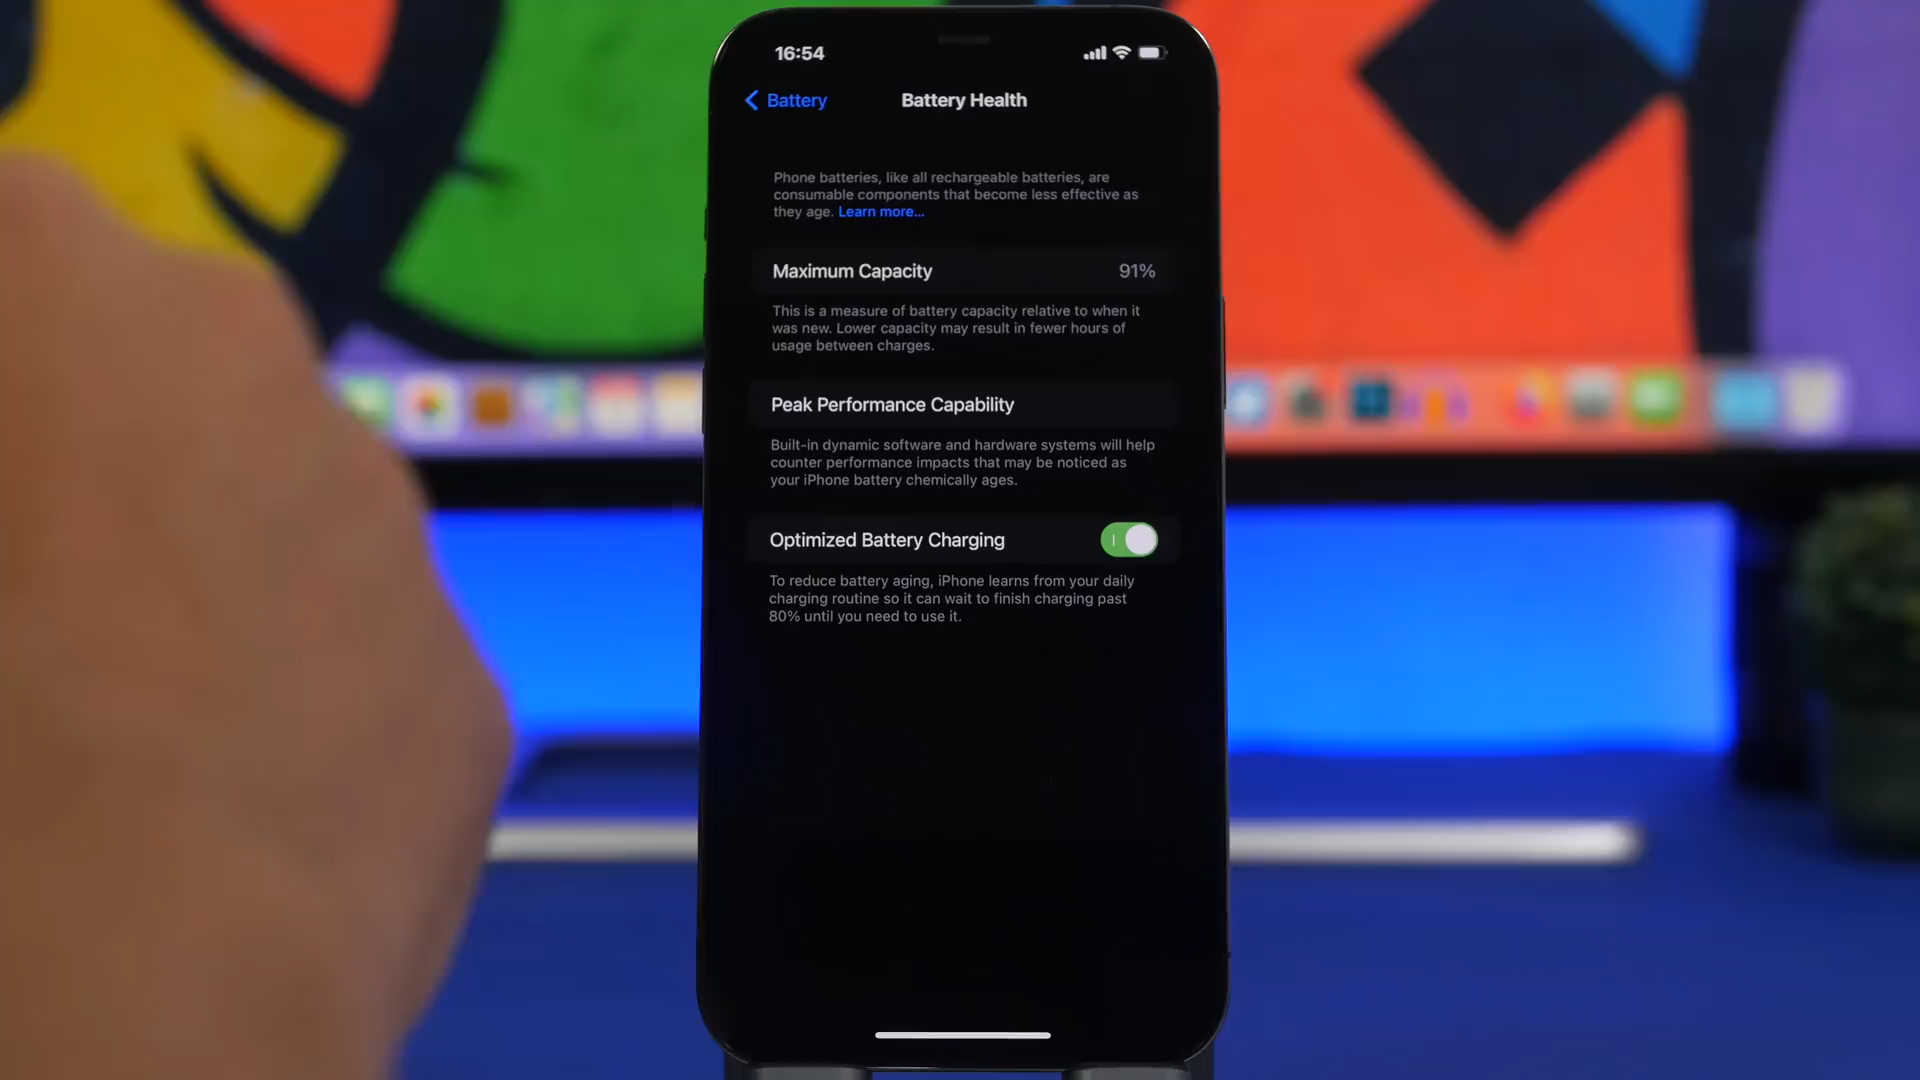 16:54
Battery
Battery Health
Phone batteries, like all rechargeable batteries, are
consumable components that become less effective as
they age. Learn more...
Maximum Capacity 91%
This is a measure of battery capacity relative to when it
was new. Lower capacity may result in fewer hours of
usage between charges.
Peak Performance Capability
Built-in dynamic software and hardware systems will help
counter performance impacts that may be noticed as
your iPhone battery chemically ages.
Optimized Battery Charging
To reduce battery aging, iPhone learns from your daily
charging routine so it can wait to finish charging past
80% until you need to use it.